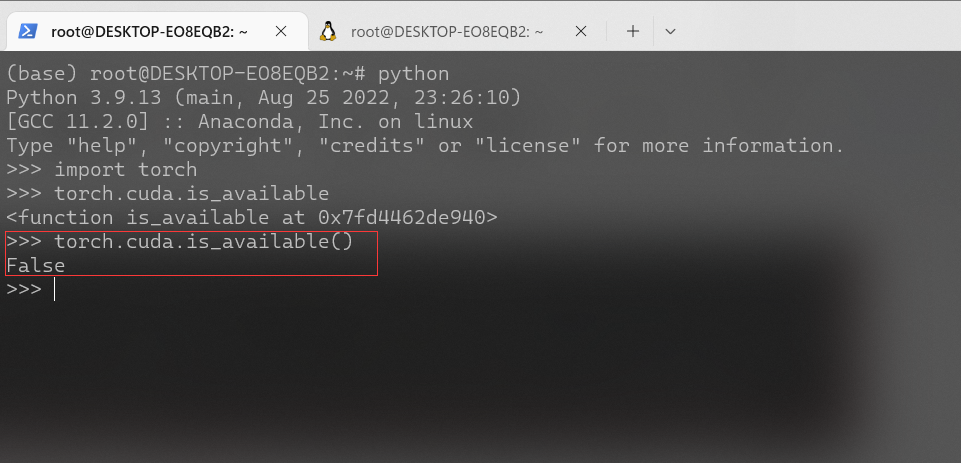 root@DESKTOP-EO8EQB2: ~
root@DESKTOP-EO8EQB2: ~
(base) root@DESKTOP-EO8EQB2:~# python
Python 3.9.13 (main, Aug 25 2022, 23:26:10)
[GCC 11.2.0] :: Anaconda, Inc. on linux
Type "help", "copyright", "credits" or "license" for more information.
>>> import torch
>>> torch.cuda.is_available
<function is_available at 0x7fd4462de940>
>>> torch.cuda.is_available()
False
>>>